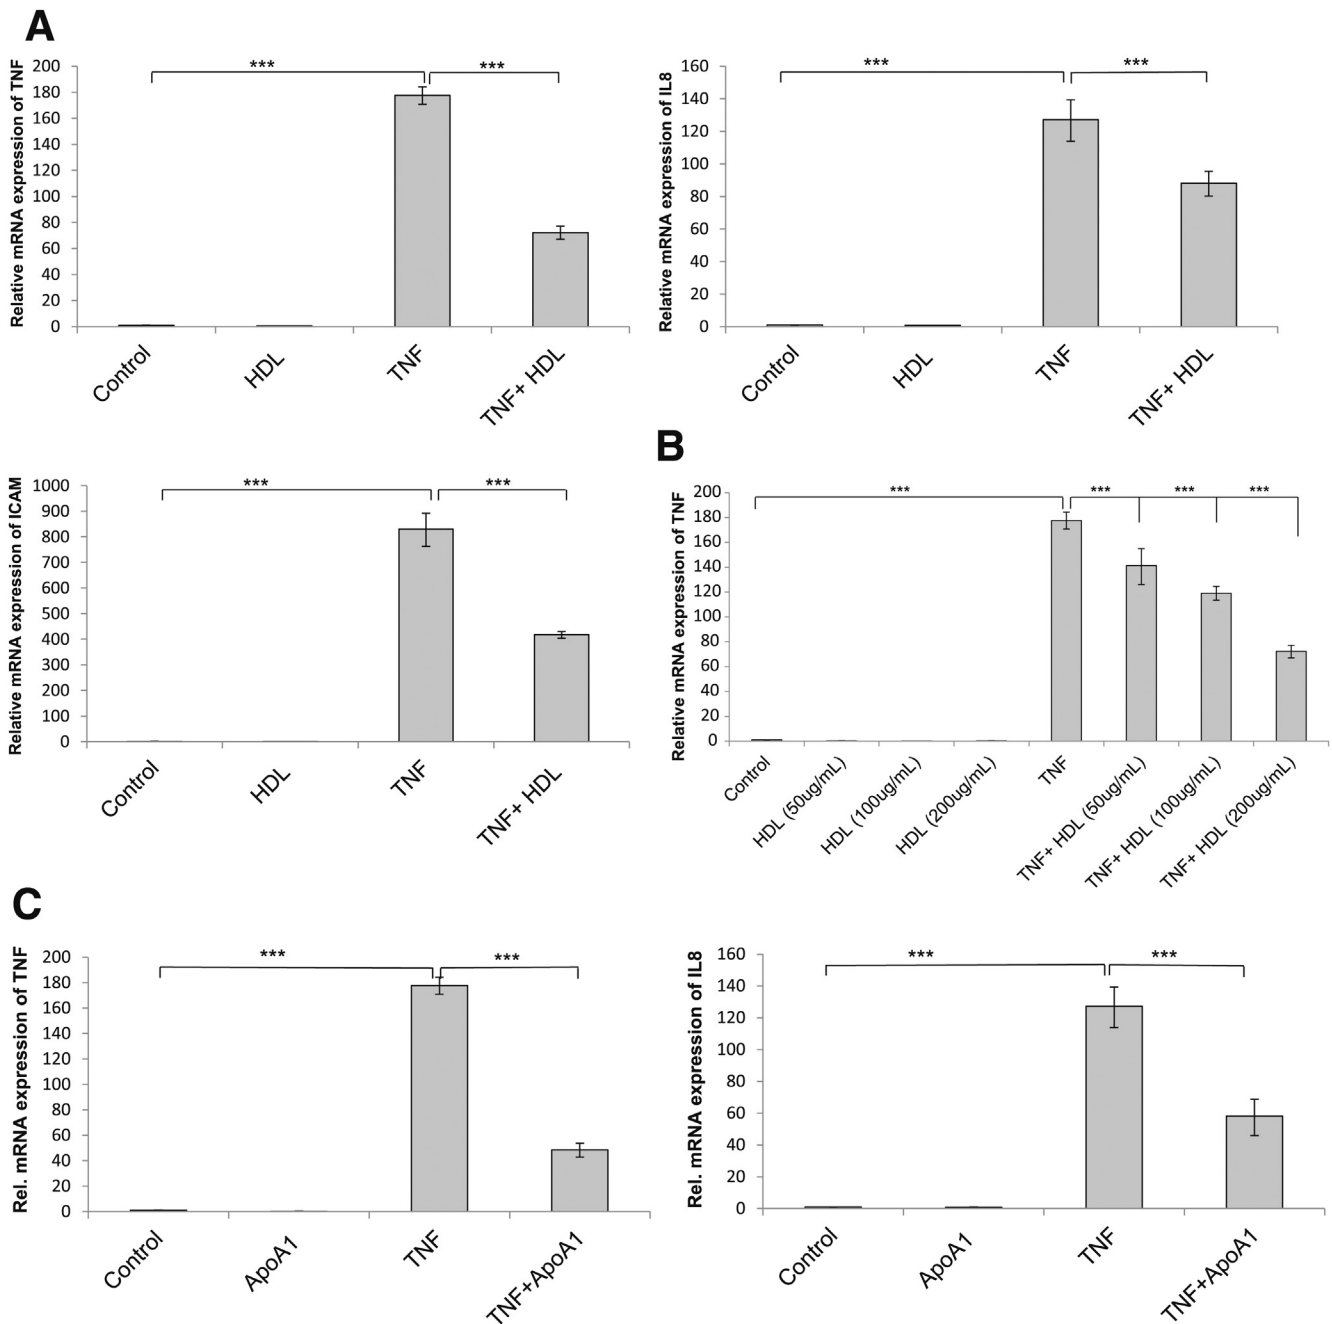 A
Relative mRNA expression of TNF
200
180
160
140
120
100
80
60
40
20
0
***
***
Control
HDL
TNF
TNF+ HDL
Relative mRNA expression of IL8
160
140
120
100
80
60
40
20
0
***
***
Control
HDL
TNF
TNF+ HDL
Relative mRNA expression of ICAM
1000
900
800
700
600
500
400
300
200
100
0
***
***
Control
HDL
TNF
TNF+ HDL
B
Relative mRNA expression of TNF
200
180
160
140
120
100
80
60
40
20
0
***
***
***
***
Control
HDL (50ug/mL)
HDL (100ug/mL)
HDL (200ug/mL)
TNF
TNF+ HDL (50ug/mL)
TNF+ HDL (100ug/mL)
TNF+ HDL (200ug/mL)
C
Rel. mRNA expression of TNF
200
180
160
140
120
100
80
60
40
20
0
***
***
Control
ApoA1
TNF
TNF+ApoA1
Rel. mRNA expression of IL8
160
140
120
100
80
60
40
20
0
***
***
Control
ApoA1
TNF
TNF+ApoA1